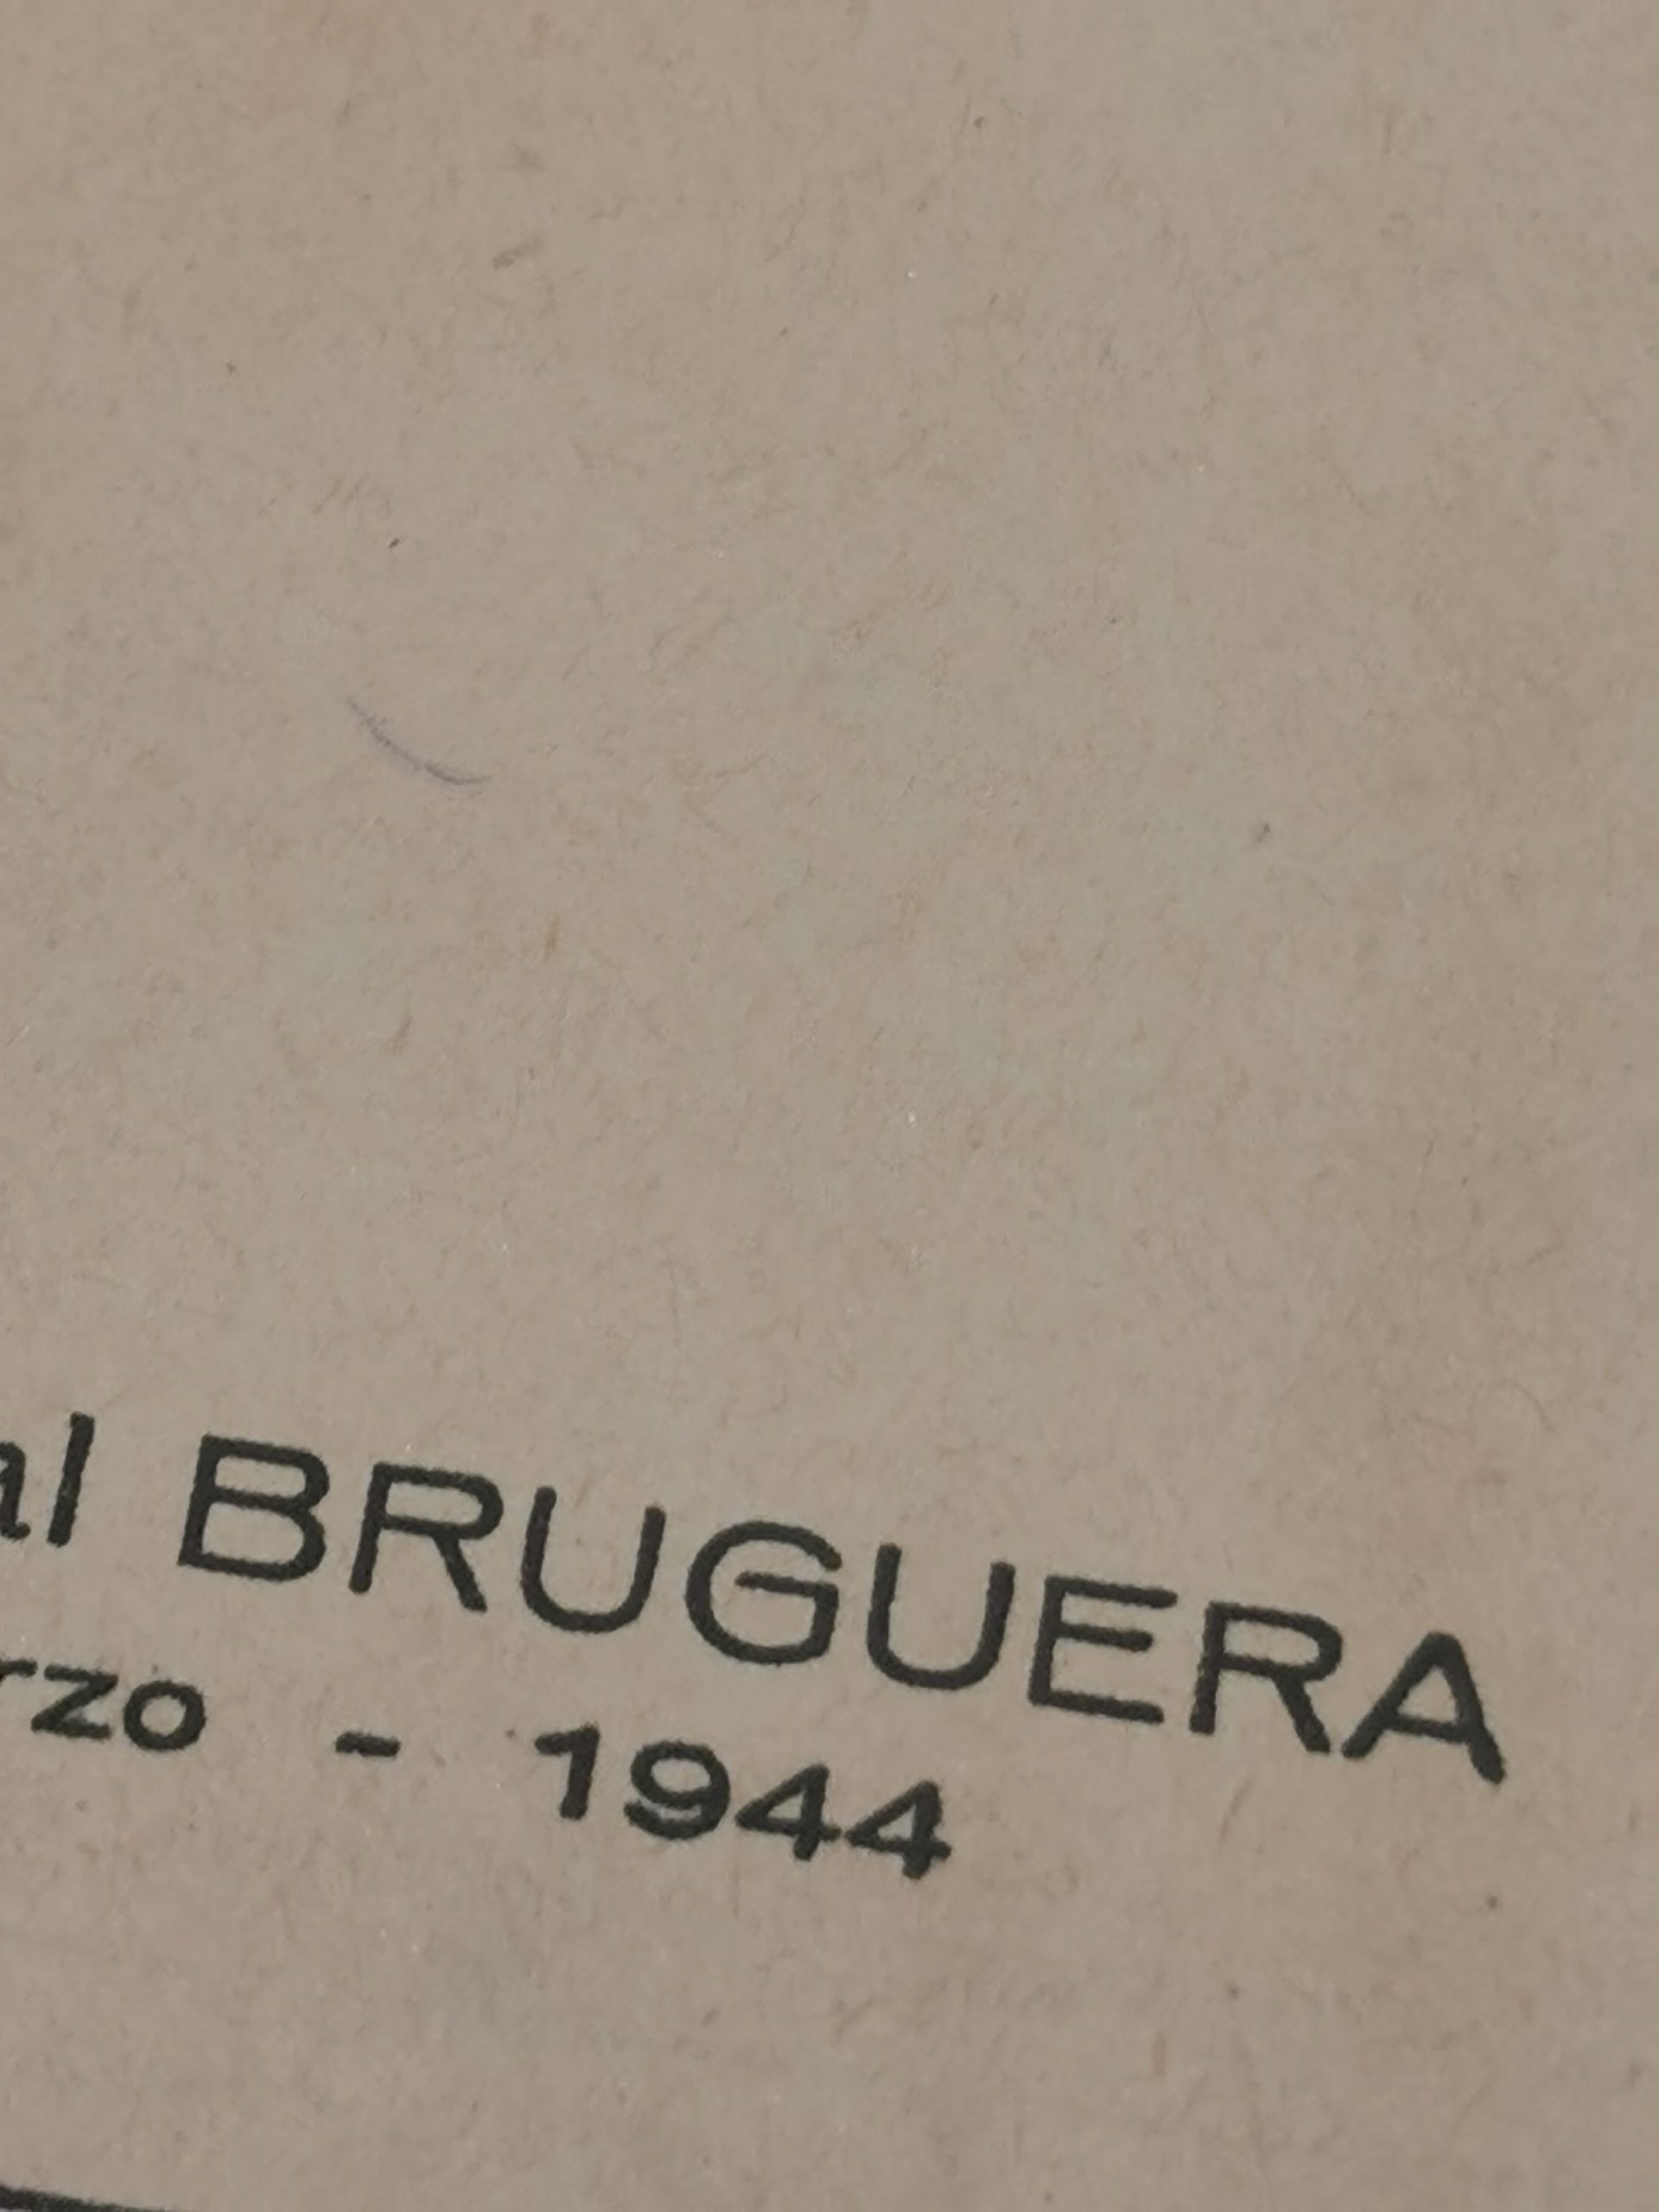 al BRUGUERA
rzo - 1944